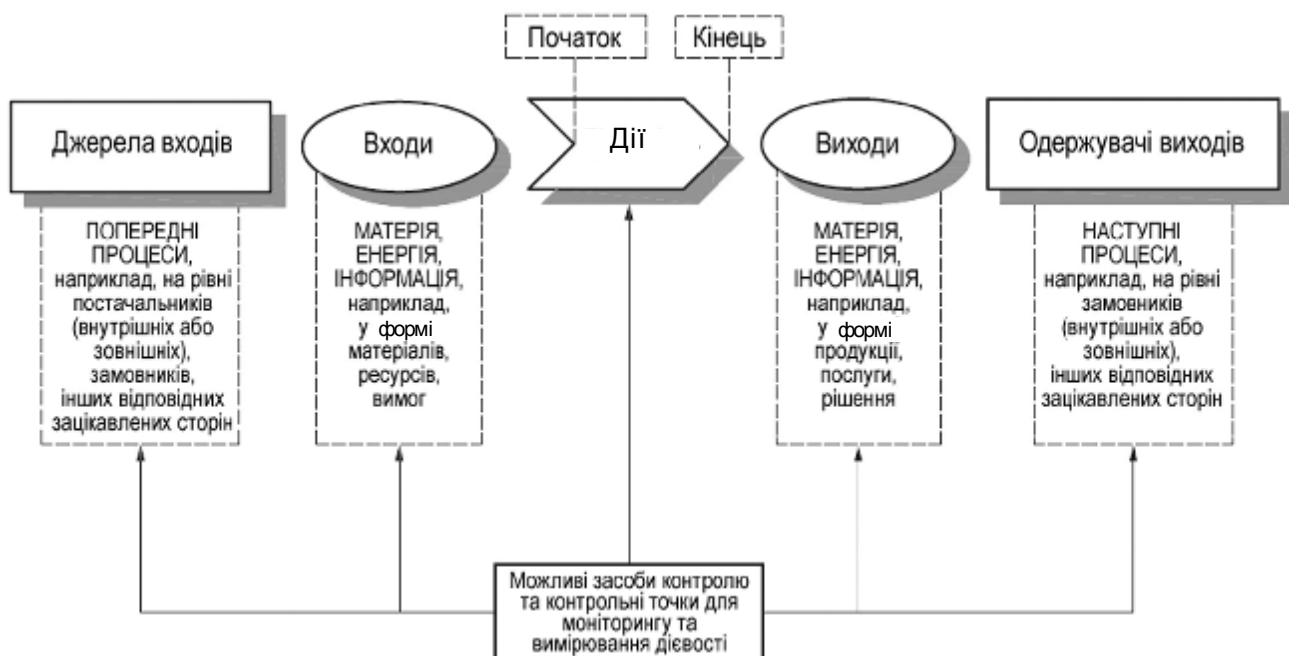 Початок
Кінець
Джерела входів
Входи
Дії
Виходи
Одержувачі виходів
ПОПЕРЕДНІ
ПРОЦЕСИ,
наприклад, на рівні
постачальників
(внутрішніх або
зовнішніх),
замовників,
інших відповідних
зацікавлених сторін
МАТЕРІЯ,
ЕНЕРГІЯ,
ІНФОРМАЦІЯ,
наприклад,
у формі
матеріалів,
ресурсів,
вимог
МАТЕРІЯ,
ЕНЕРГІЯ,
ІНФОРМАЦІЯ,
наприклад,
у формі
продукції,
послуги,
рішення
НАСТУПНІ
ПРОЦЕСИ,
наприклад, на рівні
замовників
(внутрішніх або
зовнішніх),
інших відповідних
зацікавлених сторін
Можливі засоби контролю
та контрольні точки для
моніторингу та
вимірювання дієвості